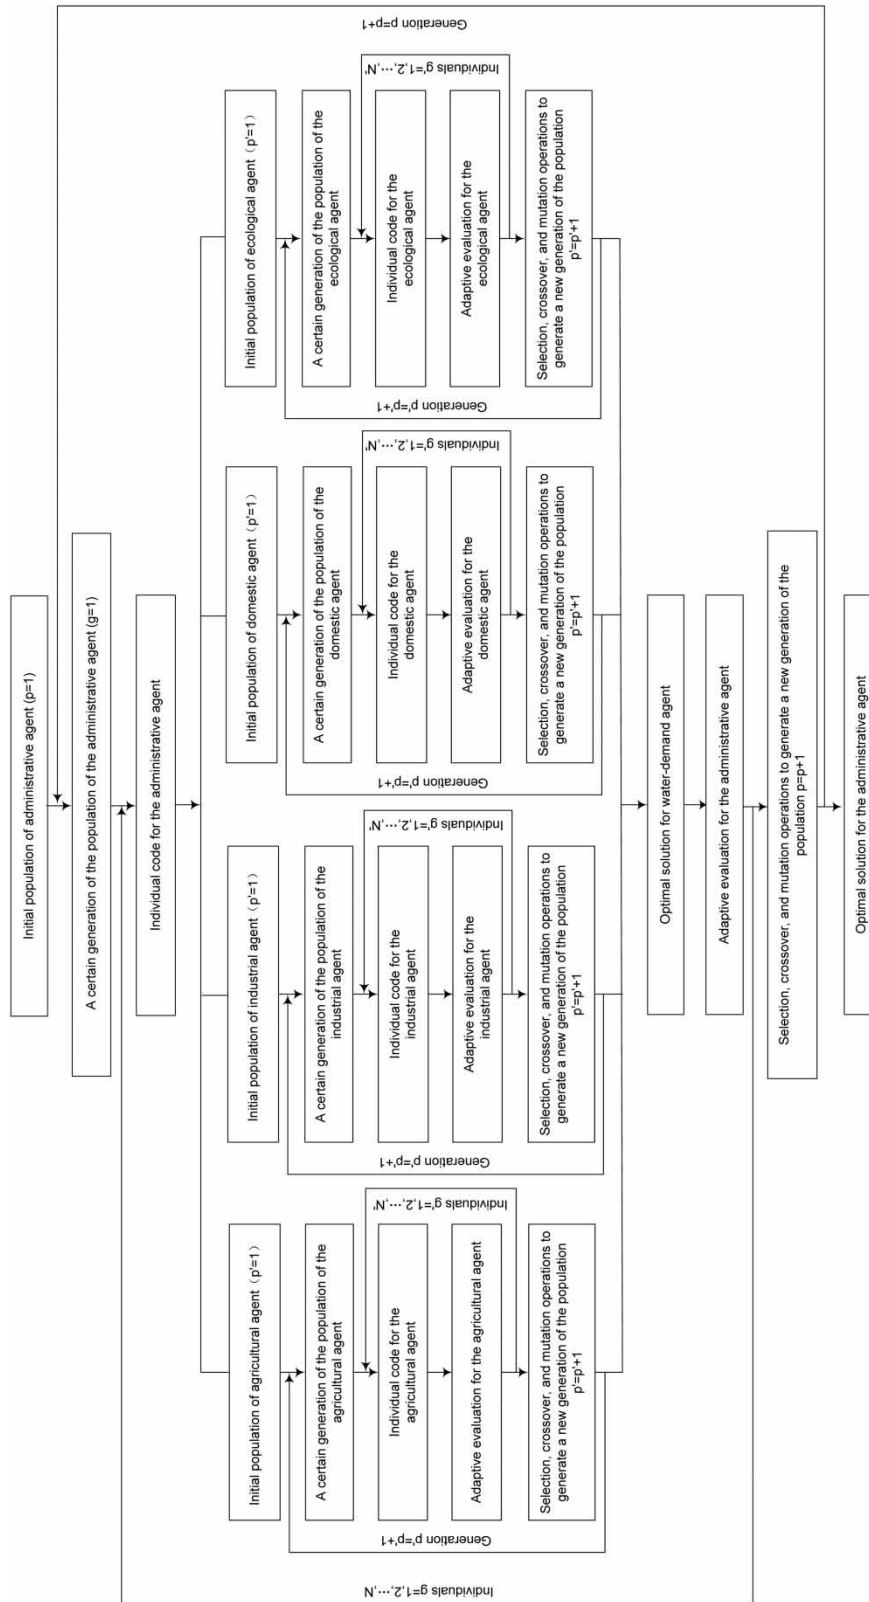 Initial population of administrative agent (p=1)
A certain generation of the population of the administrative agent (g=1)
Individual code for the administrative agent
Initial population of agricultural agent（p'=1）
A certain generation of the population of the
agricultural agent
Individual code for the
agricultural agent
Adaptive evaluation for the agricultural agent
Selection, crossover, and mutation operations to
generate a new generation of the population
p'=p'+1
Generation p'=p'+1
Individuals g'=1,2,···,N'
Initial population of industrial agent（p'=1）
A certain generation of the population of the
industrial agent
Individual code for the
industrial agent
Adaptive evaluation for the
industrial agent
Selection, crossover, and mutation operations to
generate a new generation of the population
p'=p'+1
Generation p'=p'+1
Individuals g'=1,2,···,N'
Initial population of domestic agent（p'=1）
A certain generation of the population of the
domestic agent
Individual code for the
domestic agent
Adaptive evaluation for the
domestic agent
Selection, crossover, and mutation operations to
generate a new generation of the population
p'=p'+1
Generation p'=p'+1
Individuals g'=1,2,···,N'
Initial population of ecological agent（p'=1）
A certain generation of the population of the
ecological agent
Individual code for the
ecological agent
Adaptive evaluation for the
ecological agent
Selection, crossover, and mutation operations to
generate a new generation of the population
p'=p'+1
Generation p'=p'+1
Individuals g'=1,2,···,N'
Optimal solution for water-demand agent
Adaptive evaluation for the administrative agent
Selection, crossover, and mutation operations to generate a new generation of the
population p=p+1
Optimal solution for the administrative agent
Individuals g=1,2,···,N
Generation p=p+1